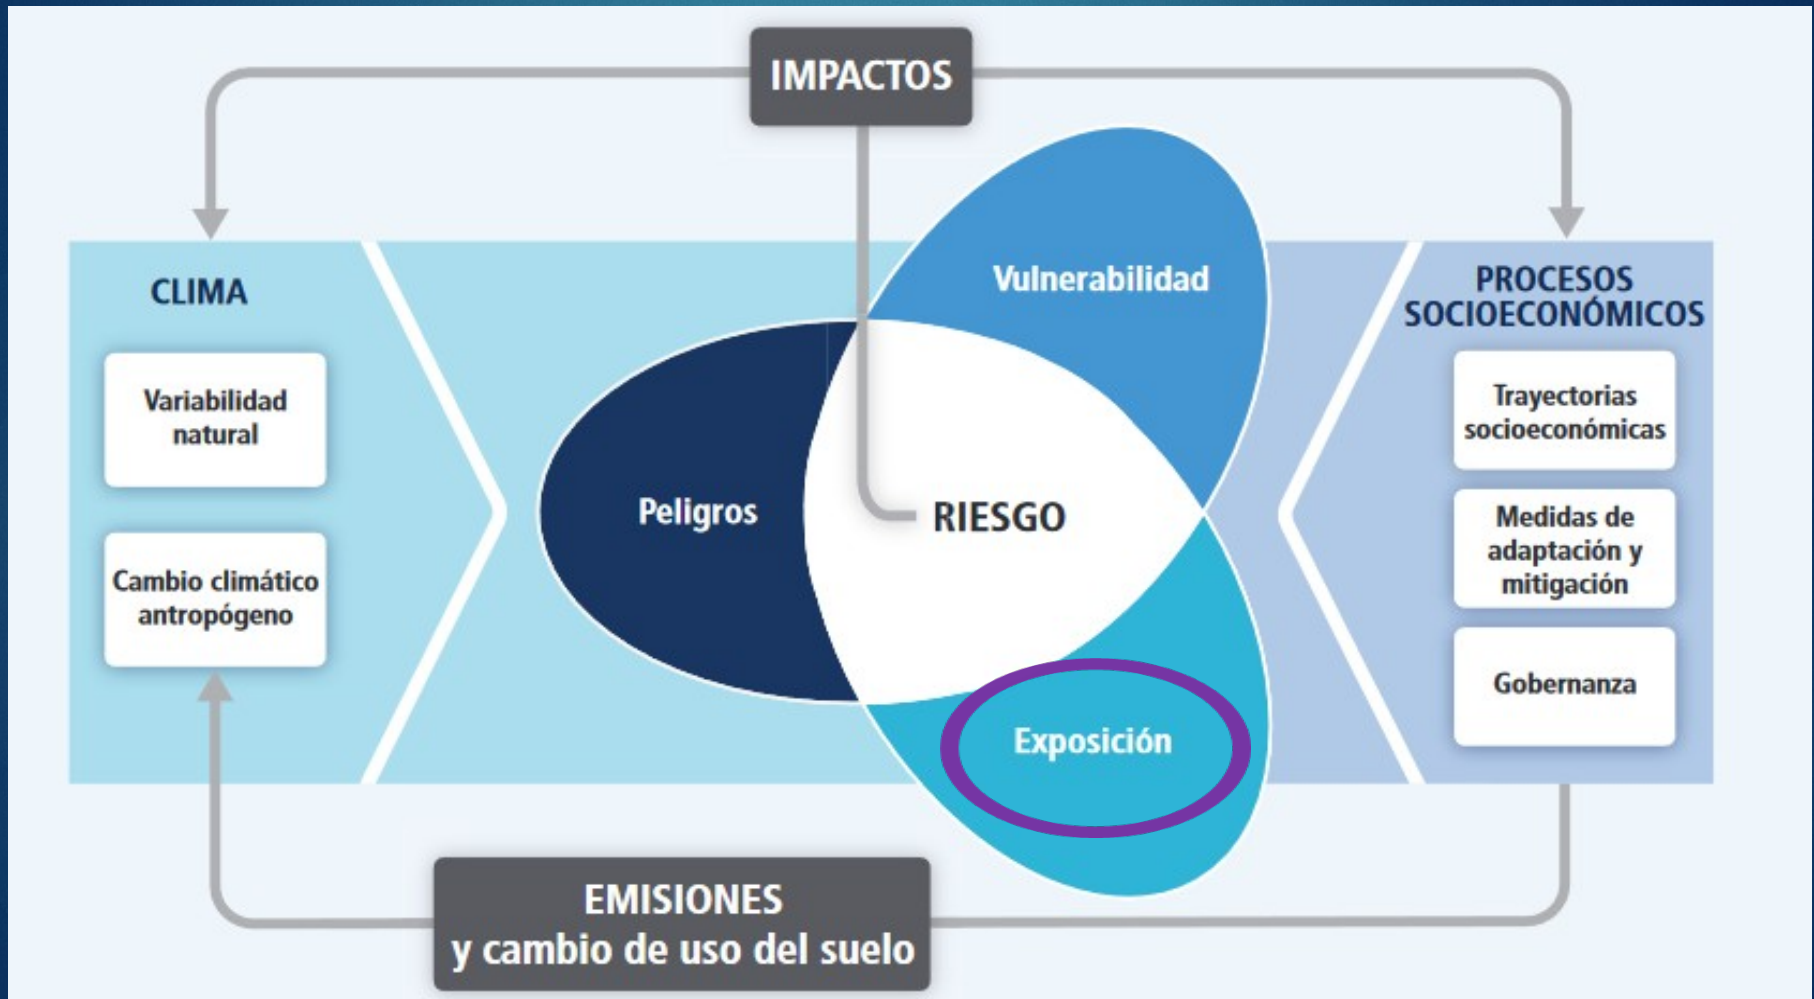 IMPACTOS
CLIMA
Variabilidad
natural
Cambio climático
antropógeno
Peligros
Vulnerabilidad
RIESGO
Exposición
PROCESOS
SOCIOECONÓMICOS
Trayectorias
socioeconómicas
Medidas de
adaptación y
mitigación
Gobernanza
EMISIONES
y cambio de uso del suelo